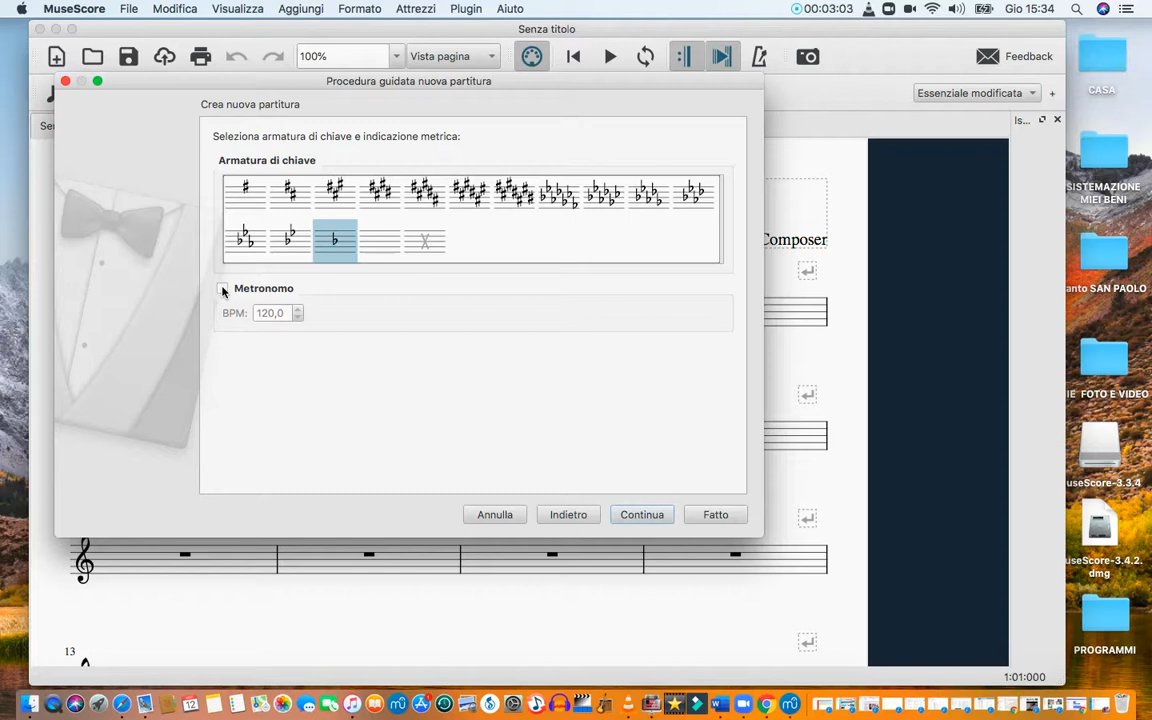 MuseScore File Modifica Visualizza Aggiungi Formato Attrezzi Plugin Aiuto 00:03:03 Gio 15:34
Senza titolo
100% Vista pagina Feedback
Procedura guidata nuova partitura
Essenziale modificata +
Crea nuova partitura
Is...
Seleziona armatura di chiave e indicazione metrica:
Armatura di chiave
Composer
Metronomo
BPM: 120,0
Annulla Indietro Continua Fatto
13
1:01:000
CASA
SISTEMAZIONE
MIEI BENI
anto SAN PAOLO
IE FOTO E VIDEO
useScore-3.3.4
useScore-3.4.2.
dmg
PROGRAMMI